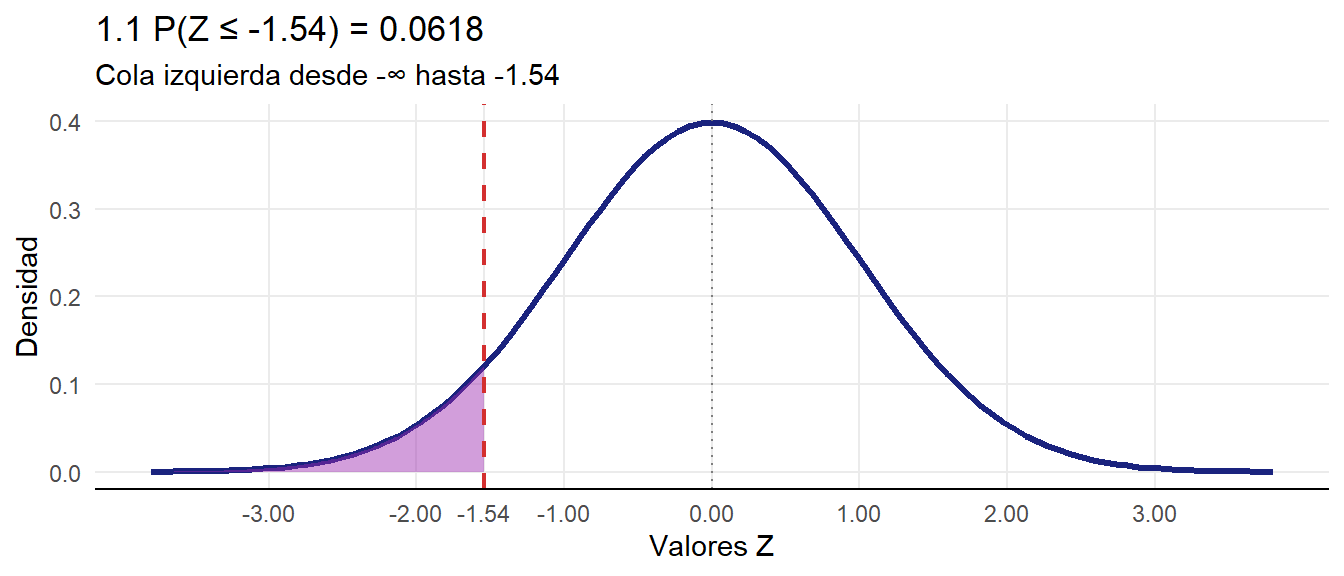 1.1 P(Z ≤ -1.54) = 0.0618
Cola izquierda desde -∞ hasta -1.54
Densidad
0.4
0.3
0.2
0.1
0.0
-3.00 -2.00 -1.54 -1.00 0.00 1.00 2.00 3.00
Valores Z